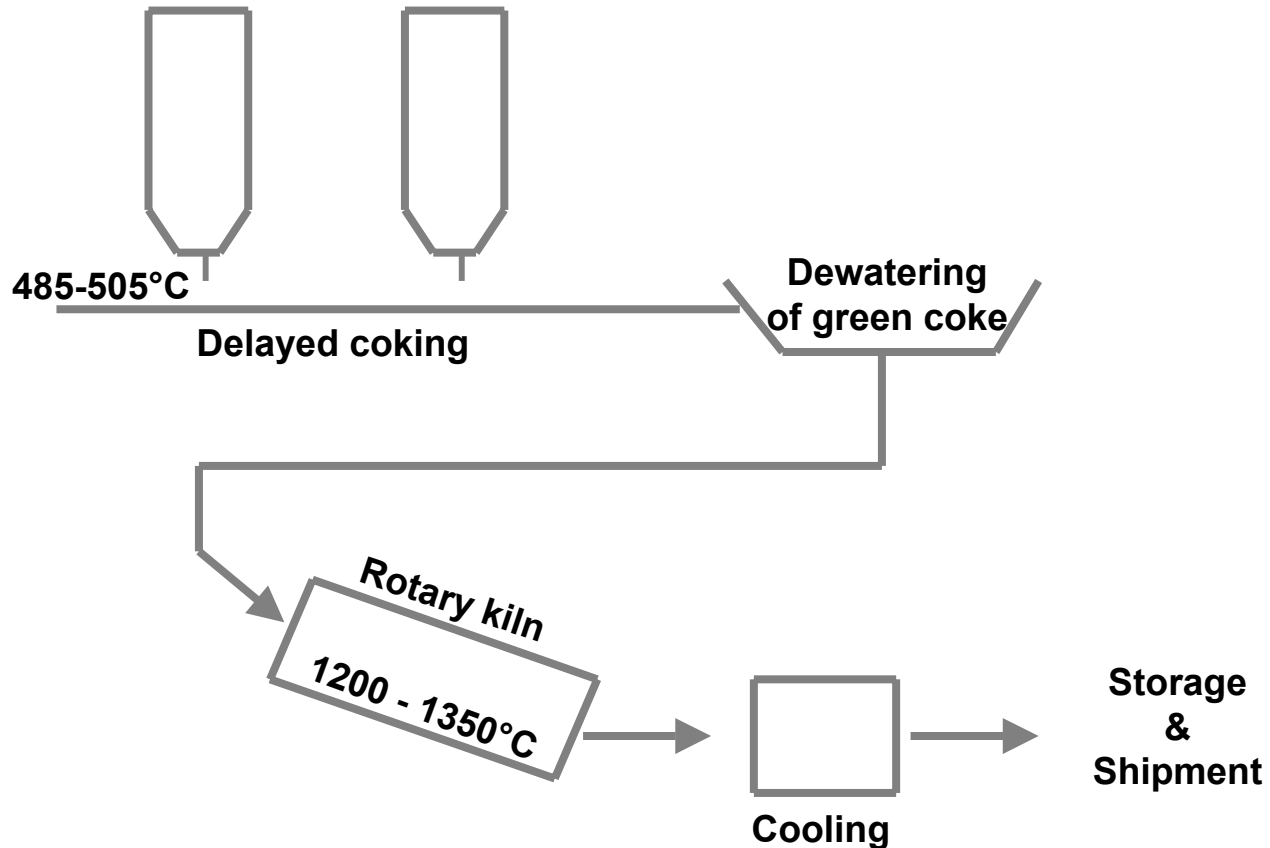 485-505°C
Delayed coking
Dewatering
of green coke
Rotary kiln
1200 - 1350°C
Cooling
Storage
&
Shipment